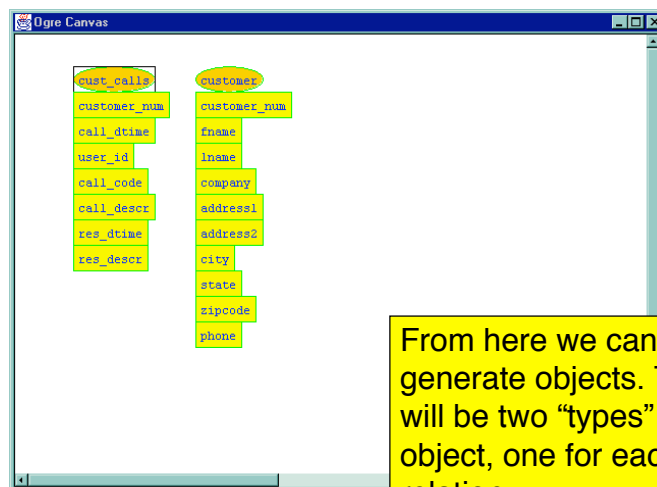 Ogre Canvas
cust_calls
customer_num
call_dtime
user_id
call_code
call_descr
res_dtime
res_descr
customer
customer_num
fname
lname
company
address1
address2
city
state
zipcode
phone
From here we can
generate objects.
will be two “types”
object, one for